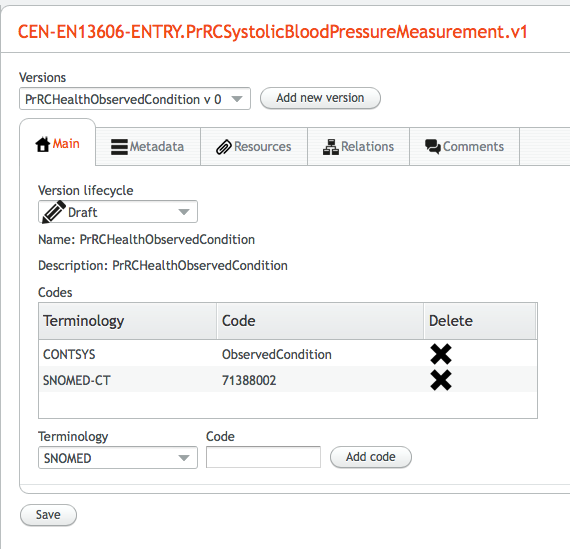 CEN-EN13606-ENTRY.PrRCSystolicBloodPressureMeasurement.v1
Versions
PrRCHealthObservedCondition v 0 Add new version
Main Metadata Resources Relations Comments
Version lifecycle
Draft
Name: PrRCHealthObservedCondition
Description: PrRCHealthObservedCondition
Codes
Terminology Code Delete
CONTSYS ObservedCondition
SNOMED-CT 71388002
Terminology Code
SNOMED Add code
Save